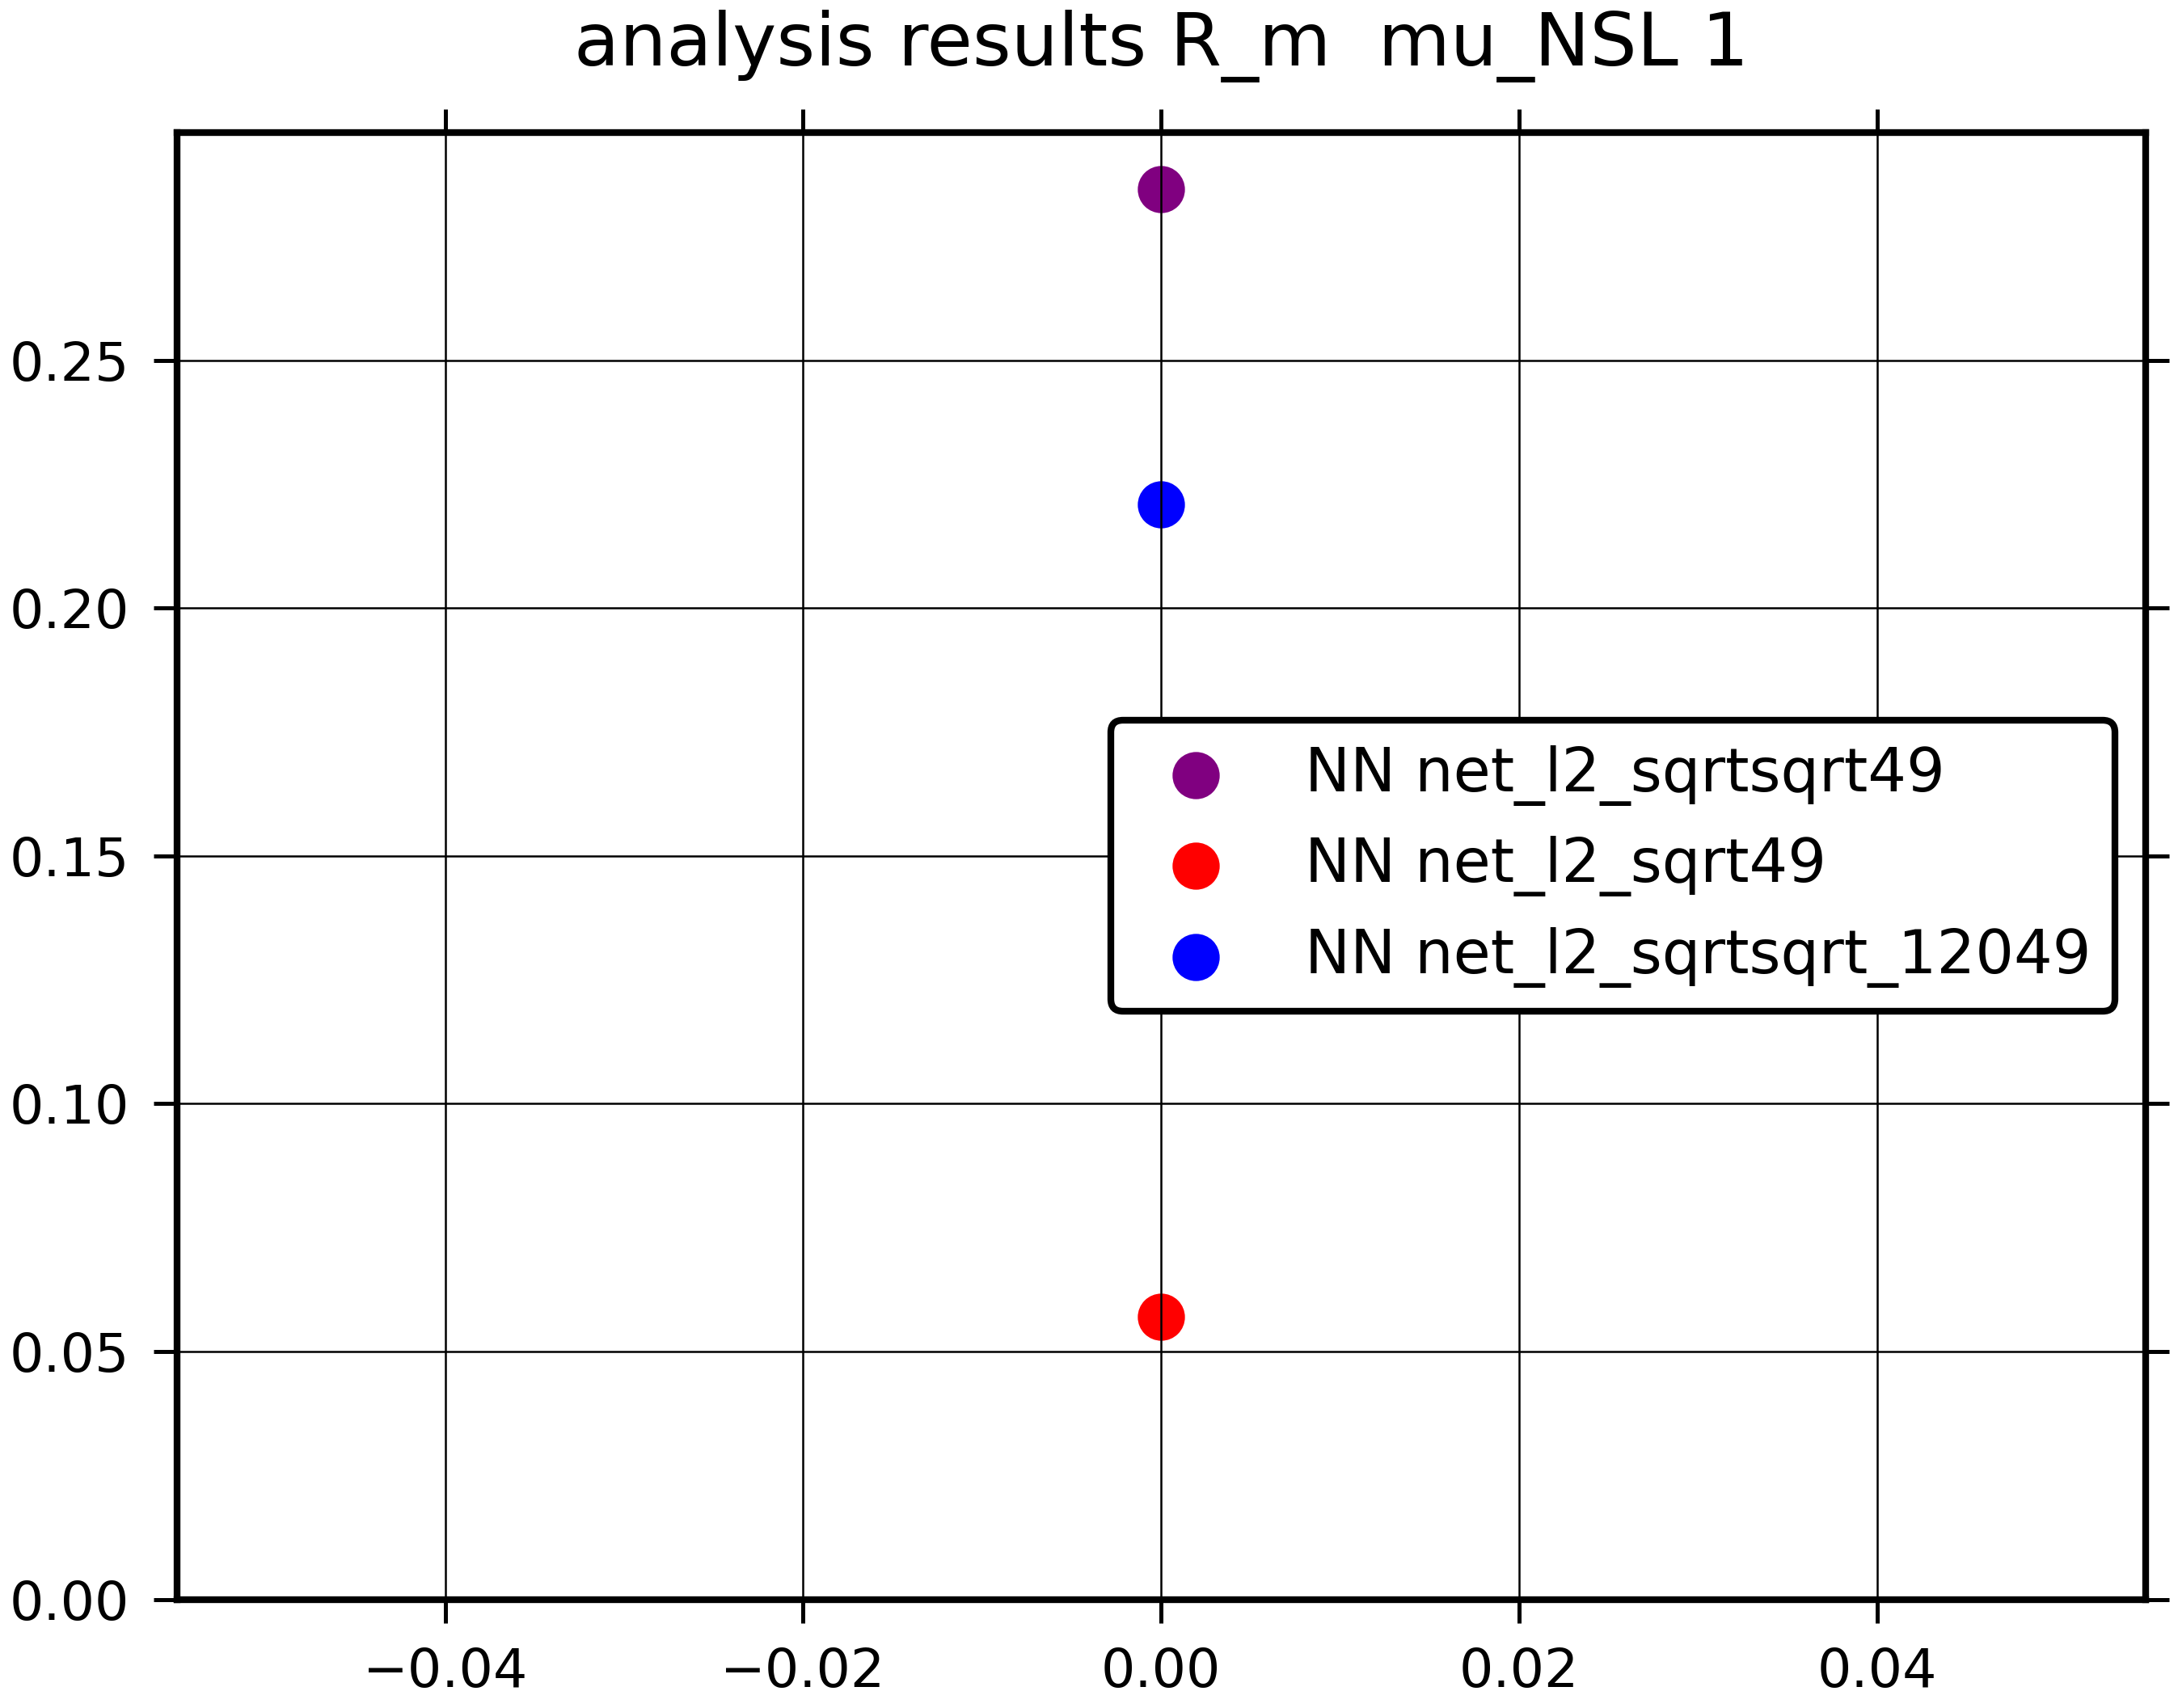 analysis results R_m  mu_NSL 1
0.25
0.20
0.15
0.10
0.05
0.00
NN net_l2_sqrtsqrt49
NN net_l2_sqrt49
NN net_l2_sqrtsqrt_12049
−0.04 −0.02 0.00 0.02 0.04